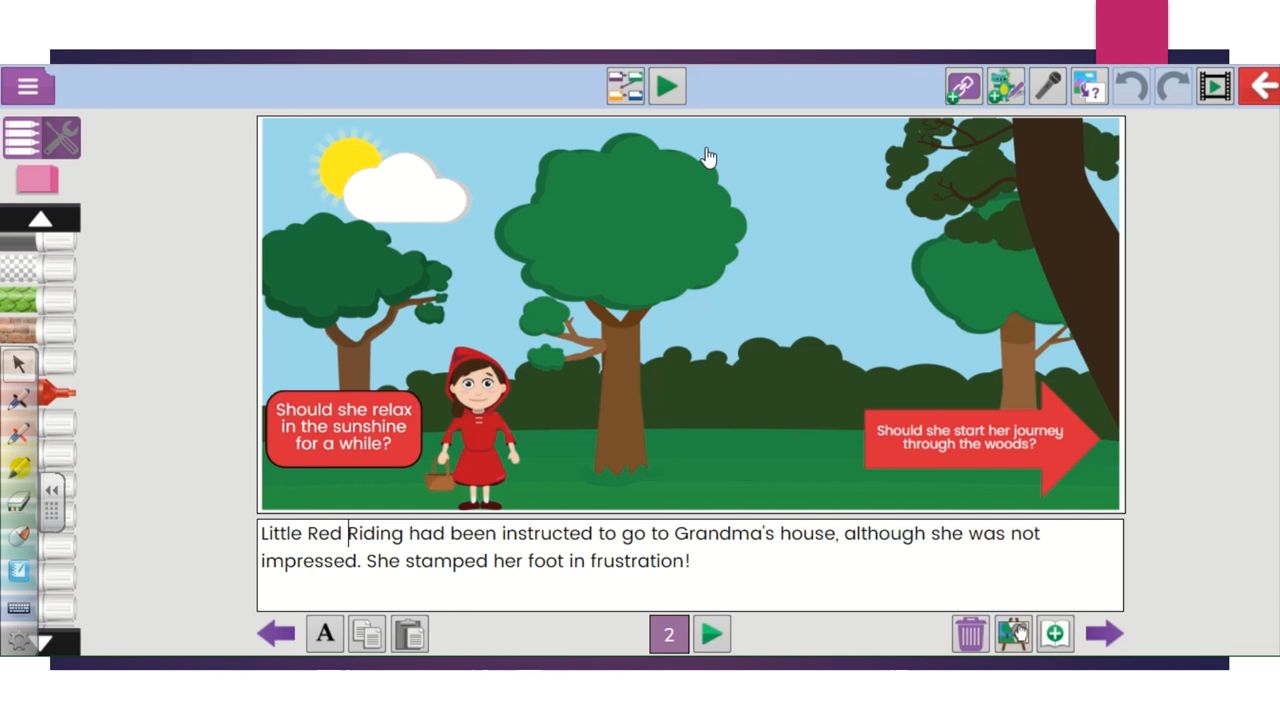 Should she relax
in the sunshine
for a while?
Should she start her journey
through the woods?
Little Red Riding had been instructed to go to Grandma's house, although she was not
impressed. She stamped her foot in frustration!
A
2
?